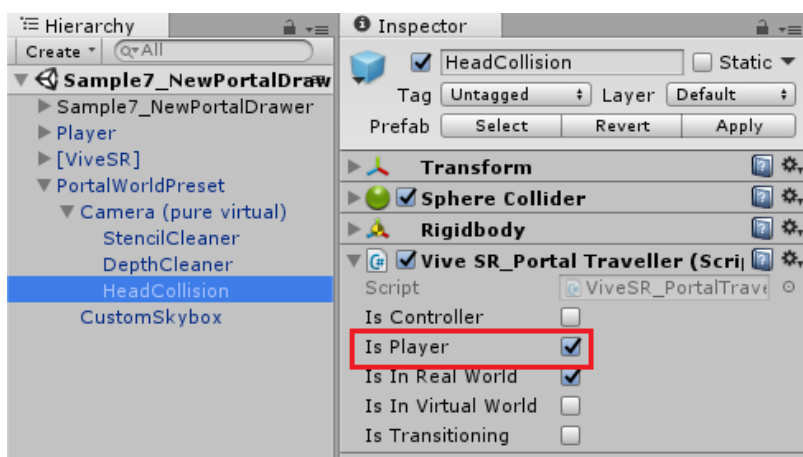 Hierarchy
Create
All
Sample7_NewPortalDraw
Sample7_NewPortalDrawer
Player
[ViveSR]
PortalWorldPreset
Camera (pure virtual)
StencilCleaner
DepthCleaner
HeadCollision
CustomSkybox
Inspector
HeadCollision
Static
Tag Untagged Layer Default
Prefab Select Revert Apply
Transform
Sphere Collider
Rigidbody
Vive SR_Portal Traveller (Scri
Script ViveSR_PortalTrave
Is Controller
Is Player
Is In Real World
Is In Virtual World
Is Transitioning